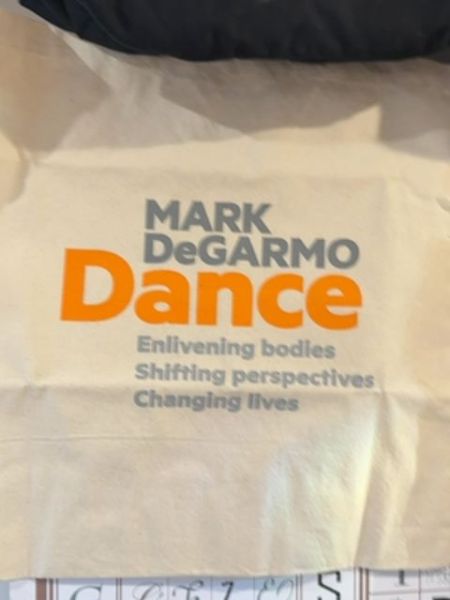 MARK
DeGARMO
Dance
Enlivening bodies
Shifting perspectives
Changing lives
S